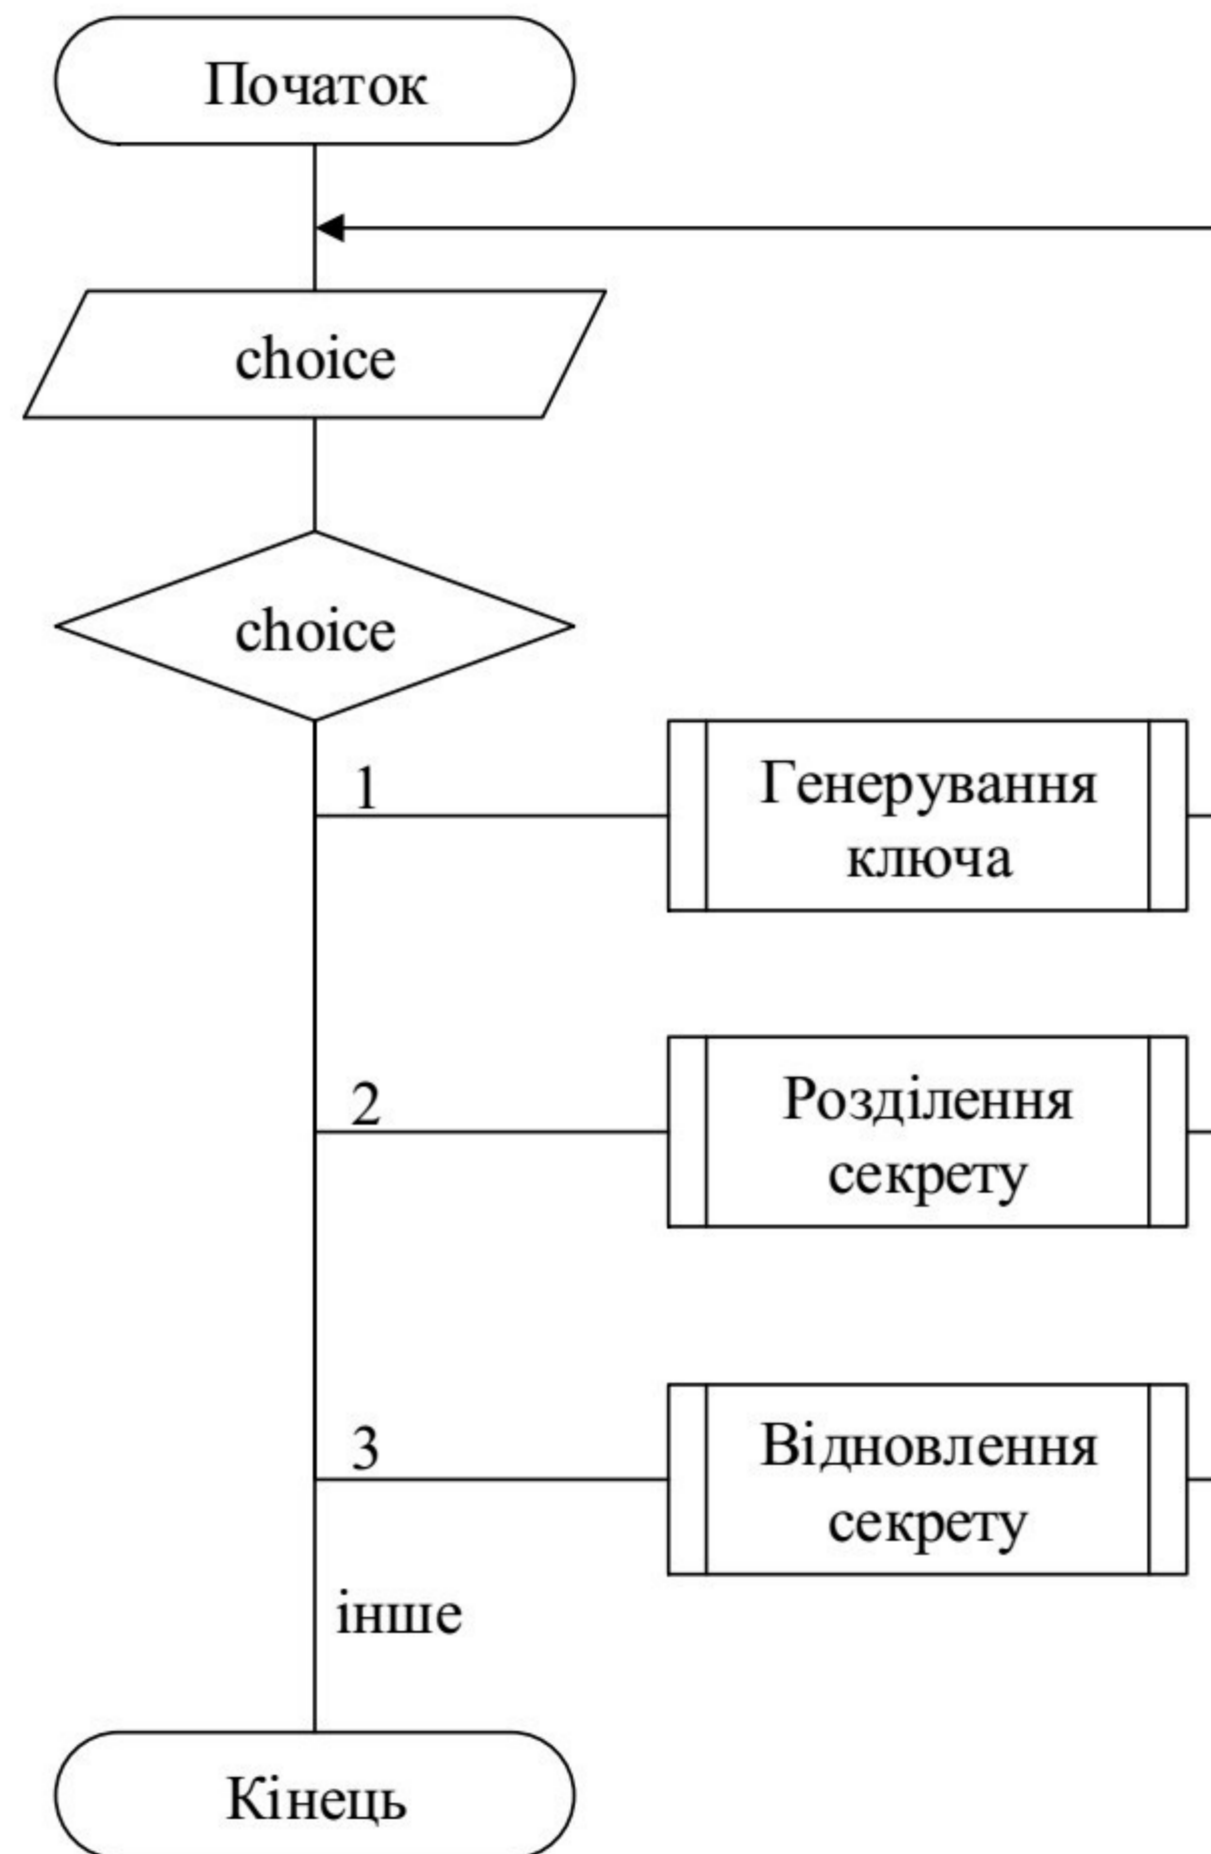 Початок
choice
choice
1
Генерування
ключа
2
Розділення
секрету
3
Відновлення
секрету
інше
Кінець